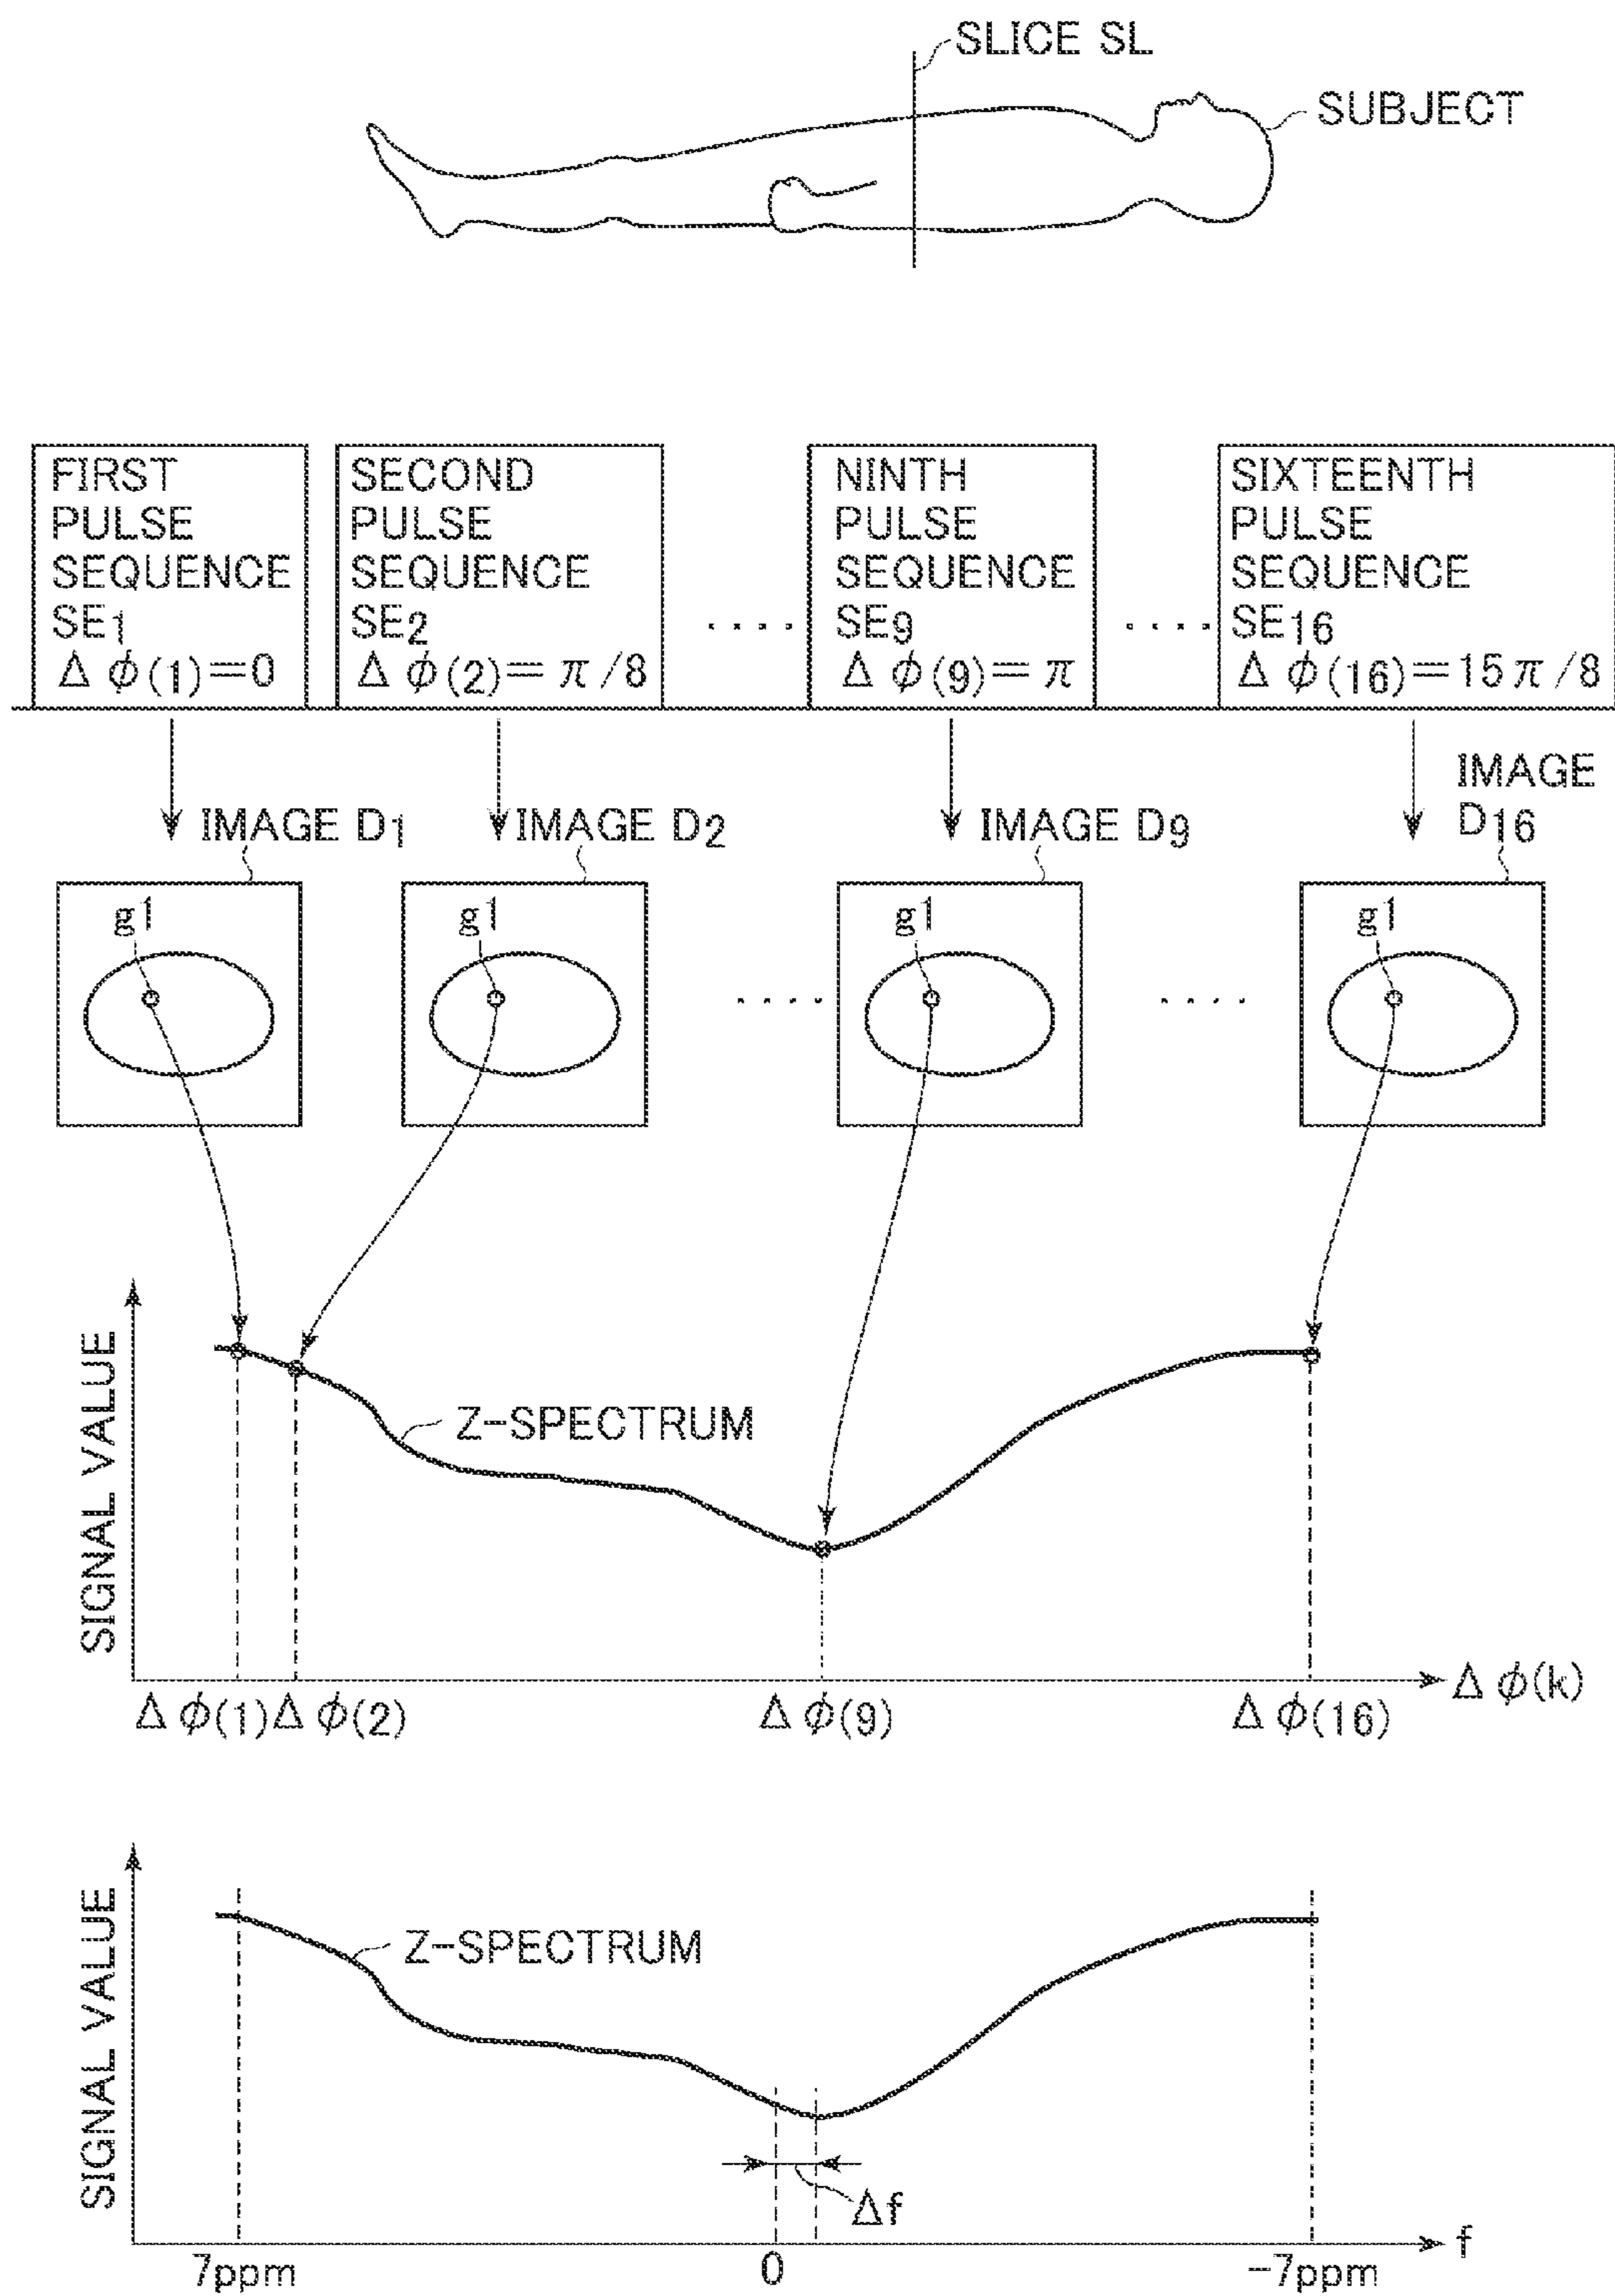 SLICE SL
SUBJECT
FIRST
PULSE
SEQUENCE
SE1
Δφ(1)=0
SECOND
PULSE
SEQUENCE
SE2
Δφ(2)=π/8
. . . .
NINTH
PULSE
SEQUENCE
SE9
Δφ(9)=π
. . . .
SIXTEENTH
PULSE
SEQUENCE
SE16
Δφ(16)=15π/8
IMAGE D1
IMAGE D2
IMAGE D9
IMAGE
D16
g1
g1
. . . .
g1
. . . .
g1
SIGNAL VALUE
Z-SPECTRUM
Δφ(1)
Δφ(2)
Δφ(9)
Δφ(16)
Δφ(k)
SIGNAL VALUE
Z-SPECTRUM
Δf
7ppm
0
-7ppm
f